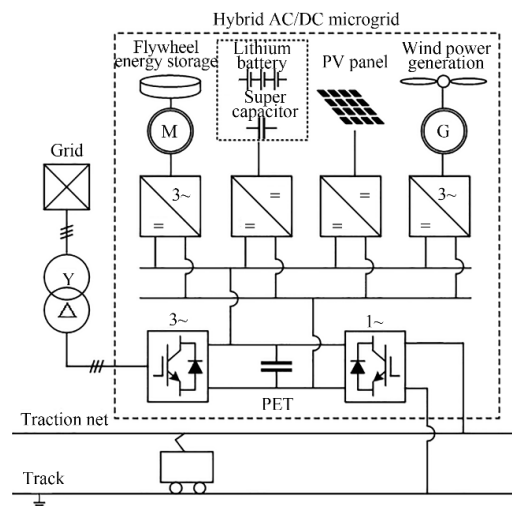 Hybrid AC/DC microgrid
Flywheel
energy storage
Lithium
battery
Super
capacitor
PV panel
Wind power
generation
M
G
Grid
3~
=
=
=
=
=
3~
=
Y
Δ
3~
1~
PET
Traction net
Track